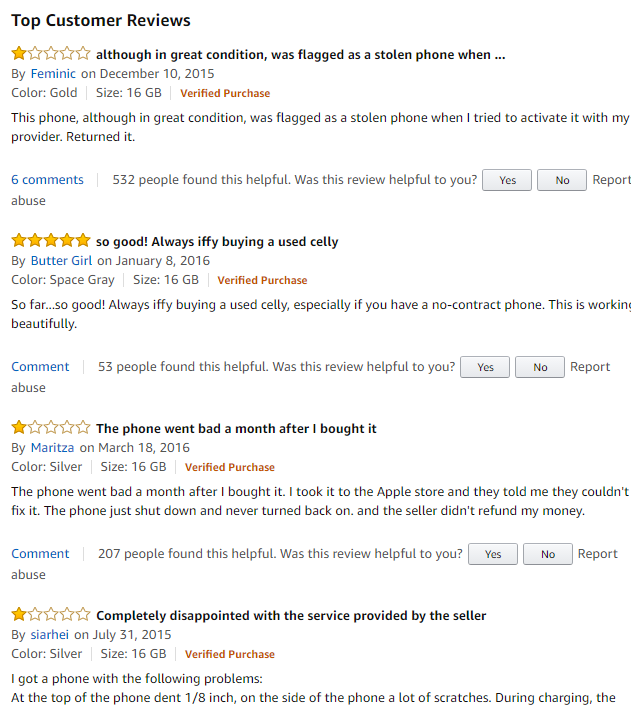 Top Customer Reviews
although in great condition, was flagged as a stolen phone when ...
By Feminic on December 10, 2015
Color: Gold | Size: 16 GB | Verified Purchase
This phone, although in great condition, was flagged as a stolen phone when I tried to activate it with my
provider. Returned it.
6 comments | 532 people found this helpful. Was this review helpful to you? Yes No Report
abuse
so good! Always iffy buying a used celly
By Butter Girl on January 8, 2016
Color: Space Gray | Size: 16 GB | Verified Purchase
So far...so good! Always iffy buying a used celly, especially if you have a no-contract phone. This is working
beautifully.
Comment | 53 people found this helpful. Was this review helpful to you? Yes No Report
abuse
The phone went bad a month after I bought it
By Maritza on March 18, 2016
Color: Silver | Size: 16 GB | Verified Purchase
The phone went bad a month after I bought it. I took it to the Apple store and they told me they couldn't
fix it. The phone just shut down and never turned back on. and the seller didn't refund my money.
Comment | 207 people found this helpful. Was this review helpful to you? Yes No Report
abuse
Completely disappointed with the service provided by the seller
By siarhei on July 31, 2015
Color: Silver | Size: 16 GB | Verified Purchase
I got a phone with the following problems:
At the top of the phone dent 1/8 inch, on the side of the phone a lot of scratches. During charging, the